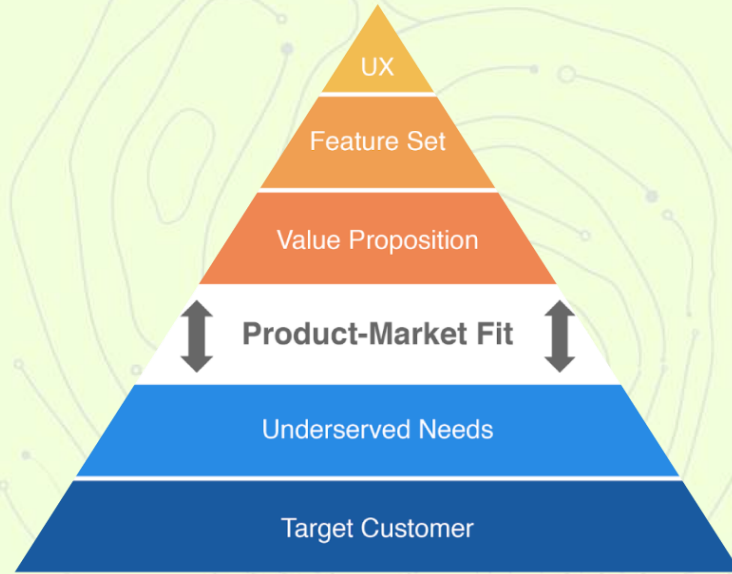 UX
Feature Set
Value Proposition
Product-Market Fit
Underserved Needs
Target Customer